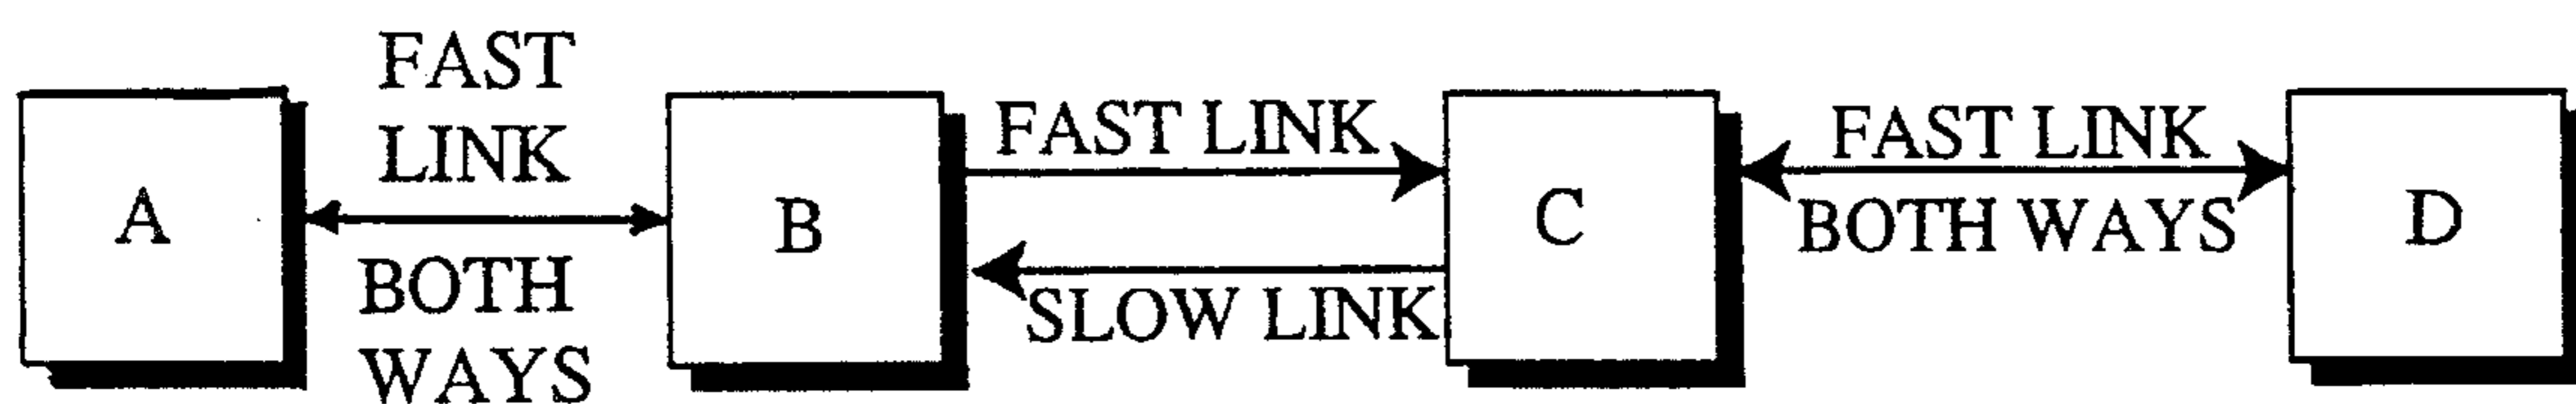 A
FAST
LINK
BOTH
WAYS
B
FAST LINK
SLOW LINK
C
FAST LINK
BOTH WAYS
D